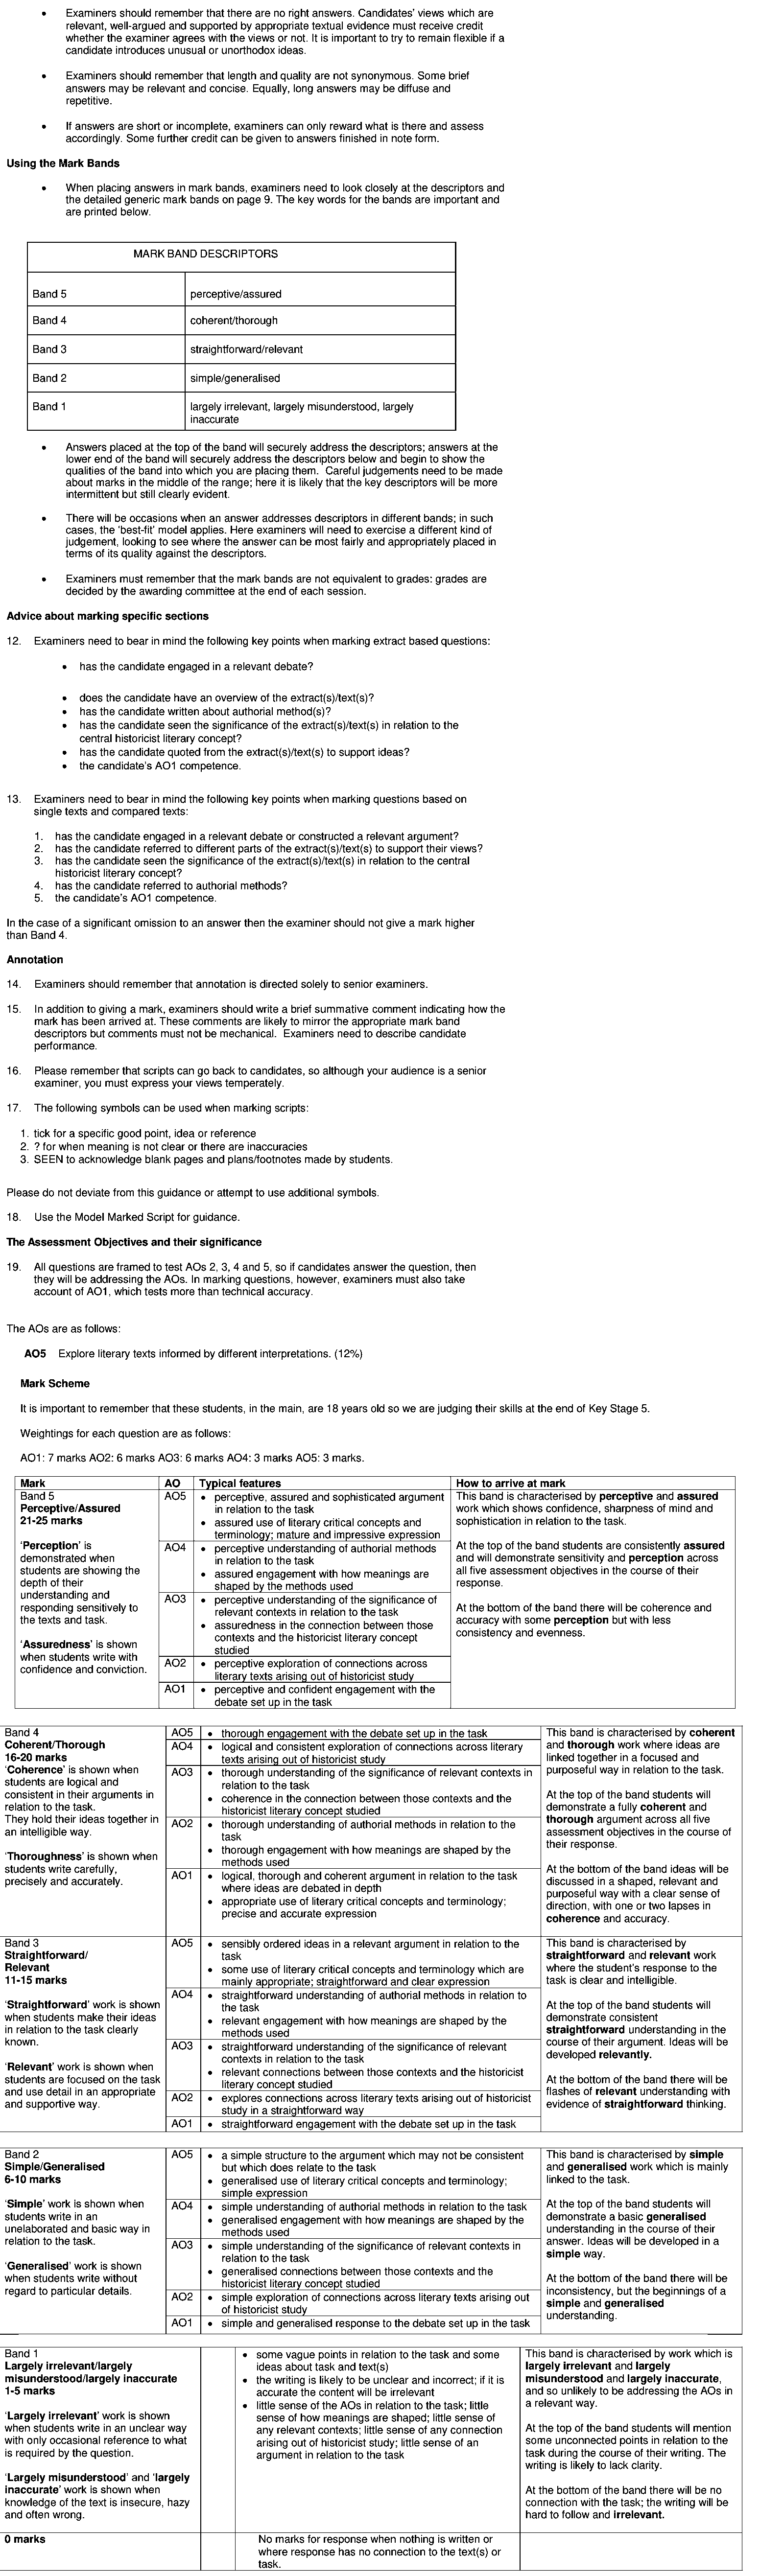 • Examiners should remember that there are no right answers. Candidates' views which are
relevant, well-argued and supported by appropriate textual evidence must receive credit
whether the examiner agrees with the views or not. It is important to try to remain flexible if a
candidate introduces unusual or unorthodox ideas.
• Examiners should remember that length and quality are not synonymous. Some brief
answers may be relevant and concise. Equally, long answers may be diffuse and
repetitive.
• If answers are short or incomplete, examiners can only reward what is there and assess
accordingly. Some further credit can be given to answers finished in note form.
Using the Mark Bands
• When placing answers in mark bands, examiners need to look closely at the descriptors and
the detailed generic mark bands on page 9. The key words for the bands are important and
are printed below.
MARK BAND DESCRIPTORS
Band 5 perceptive/assured
Band 4 coherent/thorough
Band 3 straightforward/relevant
Band 2 simple/generalised
Band 1 largely irrelevant, largely misunderstood, largely
inaccurate
• Answers placed at the top of the band will securely address the descriptors; answers at the
lower end of the band will securely address the descriptors below and begin to show the
qualities of the band into which you are placing them. Careful judgements need to be made
about marks in the middle of the range; here it is likely that the key descriptors will be more
intermittent but still clearly evident.
• There will be occasions when an answer addresses descriptors in different bands; in such
cases, the 'best-fit' model applies. Here examiners will need to exercise a different kind of
judgement, looking to see where the answer can be most fairly and appropriately placed in
terms of its quality against the descriptors.
• Examiners must remember that the mark bands are not equivalent to grades: grades are
decided by the awarding committee at the end of each session.
Advice about marking specific sections
12. Examiners need to bear in mind the following key points when marking extract based questions:
• has the candidate engaged in a relevant debate?
• does the candidate have an overview of the extract(s)/text(s)?
• has the candidate written about authorial method(s)?
• has the candidate seen the significance of the extract(s)/text(s) in relation to the
central historicist literary concept?
• has the candidate quoted from the extract(s)/text(s) to support ideas?
• the candidate's AO1 competence.
13. Examiners need to bear in mind the following key points when marking questions based on
single texts and compared texts:
1. has the candidate engaged in a relevant debate or constructed a relevant argument?
2. has the candidate referred to different parts of the extract(s)/text(s) to support their views?
3. has the candidate seen the significance of the extract(s)/text(s) in relation to the central
historicist literary concept?
4. has the candidate referred to authorial methods?
5. the candidate's AO1 competence.
In the case of a significant omission to an answer then the examiner should not give a mark higher
than Band 4.
Annotation
14. Examiners should remember that annotation is directed solely to senior examiners.
15. In addition to giving a mark, examiners should write a brief summative comment indicating how the
mark has been arrived at. These comments are likely to mirror the appropriate mark band
descriptors but comments must not be mechanical. Examiners need to describe candidate
performance.
16. Please remember that scripts can go back to candidates, so although your audience is a senior
examiner, you must express your views temperately.
17. The following symbols can be used when marking scripts:
1. tick for a specific good point, idea or reference
2. ? for when meaning is not clear or there are inaccuracies
3. SEEN to acknowledge blank pages and plans/footnotes made by students.
Please do not deviate from this guidance or attempt to use additional symbols.
18. Use the Model Marked Script for guidance.
The Assessment Objectives and their significance
19. All questions are framed to test AOs 2, 3, 4 and 5, so if candidates answer the question, then
they will be addressing the AOs. In marking questions, however, examiners must also take
account of AO1, which tests more than technical accuracy.
The AOs are as follows:
AO5 Explore literary texts informed by different interpretations. (12%)
Mark Scheme
It is important to remember that these students, in the main, are 18 years old so we are judging their skills at the end of Key Stage 5.
Weightings for each question are as follows:
AO1: 7 marks AO2: 6 marks AO3: 6 marks AO4: 3 marks AO5: 3 marks.
Mark AO Typical features How to arrive at mark
Band 5
Perceptive/Assured
21-25 marks
'Perception' is
demonstrated when
students are showing the
depth of their
understanding and
responding sensitively to
the texts and task.
'Assuredness' is shown
when students write with
confidence and conviction.
AO5
• perceptive, assured and sophisticated argument
in relation to the task
• assured use of literary critical concepts and
terminology; mature and impressive expression
AO4
• perceptive understanding of authorial methods
in relation to the task
• assured engagement with how meanings are
shaped by the methods used
AO3
• perceptive understanding of the significance of
relevant contexts in relation to the task
• assuredness in the connection between those
contexts and the historicist literary concept
studied
AO2
• perceptive exploration of connections across
literary texts arising out of historicist study
AO1
• perceptive and confident engagement with the
debate set up in the task
This band is characterised by perceptive and assured
work which shows confidence, sharpness of mind and
sophistication in relation to the task.
At the top of the band students are consistently assured
and will demonstrate sensitivity and perception across
all five assessment objectives in the course of their
response.
At the bottom of the band there will be coherence and
accuracy with some perception but with less
consistency and evenness.
Band 4
Coherent/Thorough
16-20 marks
'Coherence' is shown when
students are logical and
consistent in their arguments in
relation to the task.
They hold their ideas together in
an intelligible way.
'Thoroughness' is shown when
students write carefully,
precisely and accurately.
AO5
• thorough engagement with the debate set up in the task
AO4
• logical and consistent exploration of connections across literary
texts arising out of historicist study
AO3
• thorough understanding of the significance of relevant contexts in
relation to the task
• coherence in the connection between those contexts and the
historicist literary concept studied
AO2
• thorough understanding of authorial methods in relation to the
task
• thorough engagement with how meanings are shaped by the
methods used
AO1
• logical, thorough and coherent argument in relation to the task
where ideas are debated in depth
• appropriate use of literary critical concepts and terminology;
precise and accurate expression
This band is characterised by coherent
and thorough work where ideas are
linked together in a focused and
purposeful way in relation to the task.
At the top of the band students will
demonstrate a fully coherent and
thorough argument across all five
assessment objectives in the course of
their response.
At the bottom of the band ideas will be
discussed in a shaped, relevant and
purposeful way with a clear sense of
direction, with one or two lapses in
coherence and accuracy.
Band 3
Straightforward/
Relevant
11-15 marks
'Straightforward' work is shown
when students make their ideas
in relation to the task clearly
known.
'Relevant' work is shown when
students are focused on the task
and use detail in an appropriate
and supportive way.
AO5
• sensibly ordered ideas in a relevant argument in relation to the
task
• some use of literary critical concepts and terminology which are
mainly appropriate; straightforward and clear expression
AO4
• straightforward understanding of authorial methods in relation to
the task
• relevant engagement with how meanings are shaped by the
methods used
AO3
• straightforward understanding of the significance of relevant
contexts in relation to the task
• relevant connections between those contexts and the historicist
literary concept studied
AO2
• explores connections across literary texts arising out of historicist
study in a straightforward way
AO1
• straightforward engagement with the debate set up in the task
This band is characterised by
straightforward and relevant work
where the student's response to the
task is clear and intelligible.
At the top of the band students will
demonstrate consistent
straightforward understanding in the
course of their argument. Ideas will be
developed relevantly.
At the bottom of the band there will be
flashes of relevant understanding with
evidence of straightforward thinking.
Band 2
Simple/Generalised
6-10 marks
'Simple' work is shown when
students write in an
unelaborated and basic way in
relation to the task.
'Generalised' work is shown
when students write without
regard to particular details.
AO5
• a simple structure to the argument which may not be consistent
but which does relate to the task
• generalised use of literary critical concepts and terminology;
simple expression
AO4
• simple understanding of authorial methods in relation to the task
• generalised engagement with how meanings are shaped by the
methods used
AO3
• simple understanding of the significance of relevant contexts in
relation to the task
• generalised connections between those contexts and the
historicist literary concept studied
AO2
• simple exploration of connections across literary texts arising out
of historicist study
AO1
• simple and generalised response to the debate set up in the task
This band is characterised by simple
and generalised work which is mainly
linked to the task.
At the top of the band students will
demonstrate a basic generalised
understanding in the course of their
answer. Ideas will be developed in a
simple way.
At the bottom of the band there will be
inconsistency, but the beginnings of a
simple and generalised
understanding.
Band 1
Largely irrelevant/largely
misunderstood/largely inaccurate
1-5 marks
'Largely irrelevant' work is shown
when students write in an unclear way
with only occasional reference to what
is required by the question.
'Largely misunderstood' and 'largely
inaccurate' work is shown when
knowledge of the text is insecure, hazy
and often wrong.
• some vague points in relation to the task and some
ideas about task and text(s)
• the writing is likely to be unclear and incorrect; if it is
accurate the content will be irrelevant
• little sense of the AOs in relation to the task; little
sense of how meanings are shaped; little sense of
any relevant contexts; little sense of any connection
arising out of historicist study; little sense of an
argument in relation to the task
This band is characterised by work which is
largely irrelevant and largely
misunderstood and largely inaccurate,
and so unlikely to be addressing the AOs in
a relevant way.
At the top of the band students will mention
some unconnected points in relation to the
task during the course of their writing. The
writing is likely to lack clarity.
At the bottom of the band there will be no
connection with the task; the writing will be
hard to follow and irrelevant.
0 marks
No marks for response when nothing is written or
where response has no connection to the text(s) or
task.